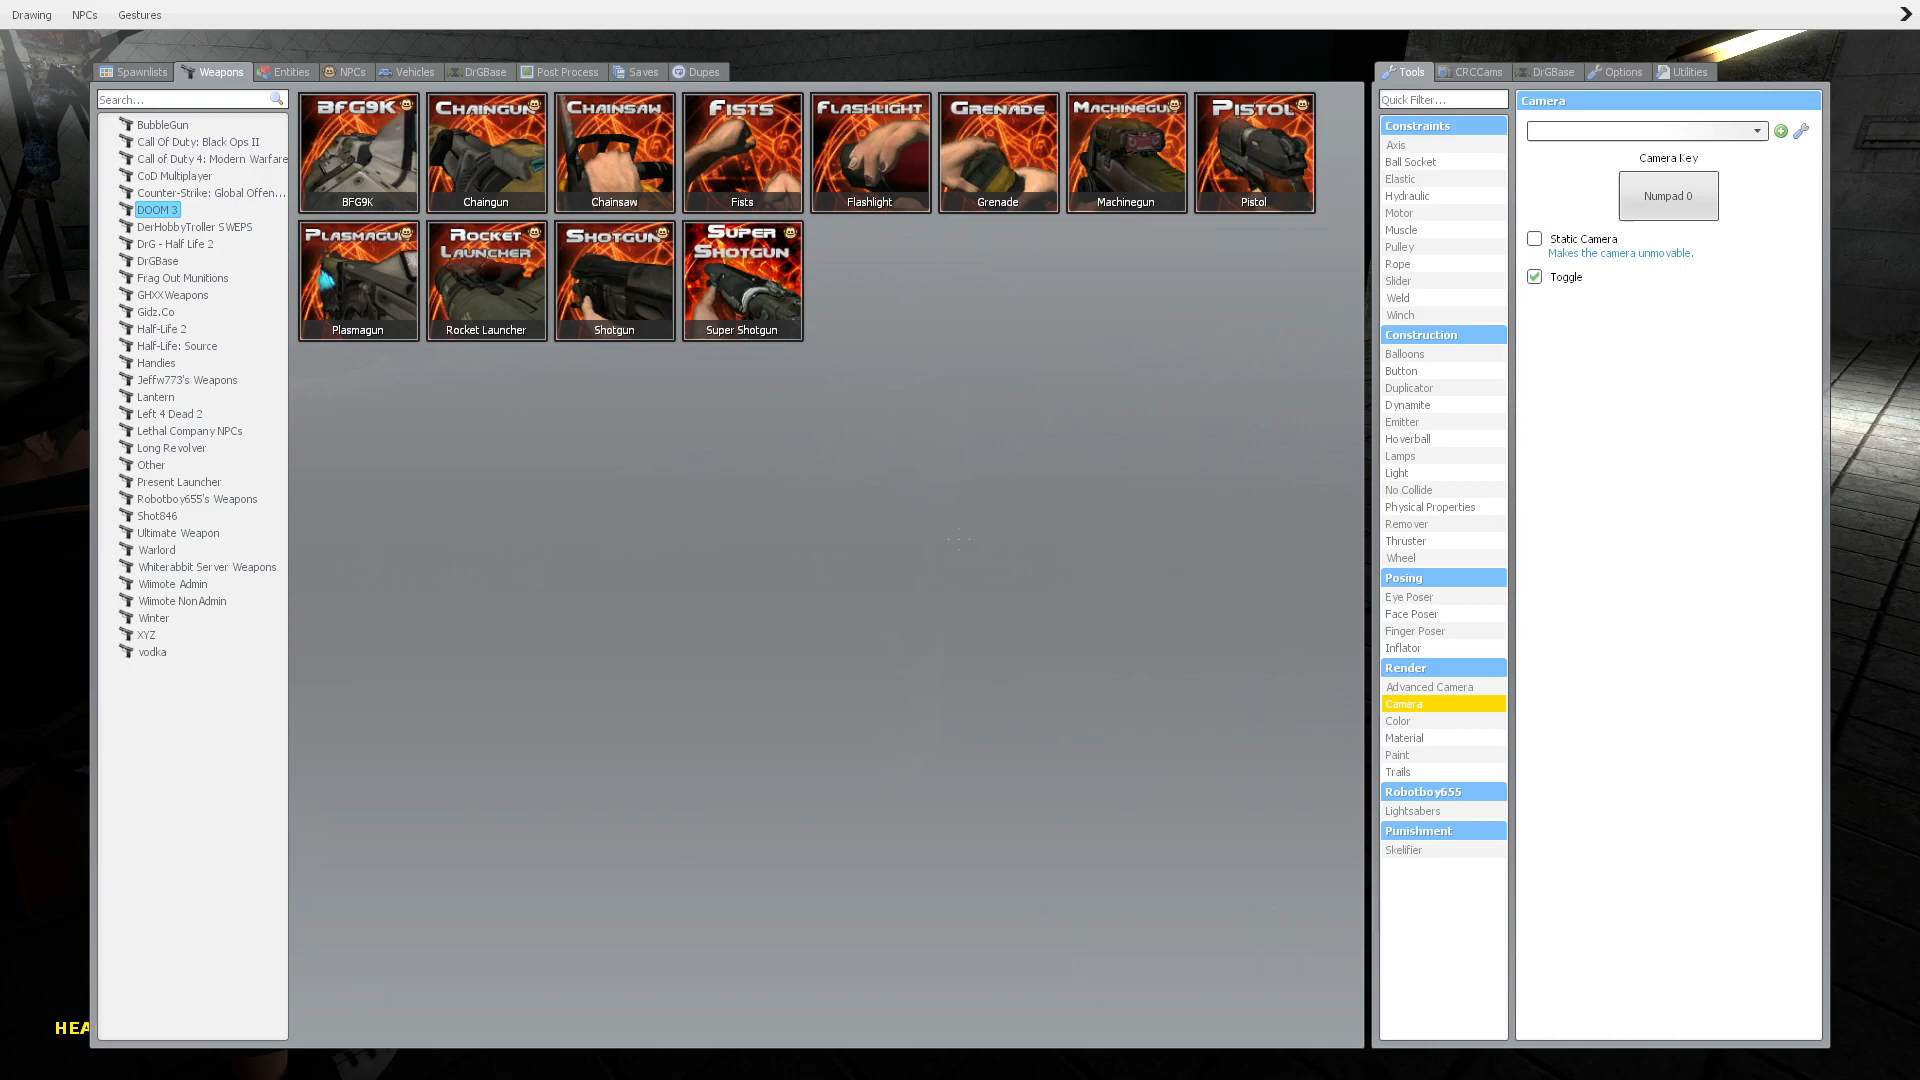 Drawing NPCs Gestures
Spawnlists Weapons Entities NPCs Vehicles DrGBase Post Process Saves Dupes
Search...
BubbleGun
Call Of Duty: Black Ops II
Call of Duty 4: Modern Warfare
CoD Multiplayer
Counter-Strike: Global Offen...
DOOM 3
DerHobbyTroller SWEPS
DrG - Half Life 2
DrGBase
Frag Out Munitions
GHXXWeapons
Gidz.Co
Half-Life 2
Half-Life: Source
Handies
Jeffw773's Weapons
Lantern
Left 4 Dead 2
Lethal Company NPCs
Long Revolver
Other
Present Launcher
Robotboy655's Weapons
Shot846
Ultimate Weapon
Warlord
Whiterabbit Server Weapons
Wiimote Admin
Wiimote NonAdmin
Winter
XYZ
vodka
BFG9K Chaingun Chainsaw Fists Flashlight Grenade Machinegun Pistol
BFG9K Chaingun Chainsaw Fists Flashlight Grenade Machinegun Pistol
Plasmagun Rocket Launcher Shotgun Super Shotgun
Plasmagun Rocket Launcher Shotgun Super Shotgun
HEA
Tools CRCCams DrGBase Options Utilities
Quick Filter...
Constraints
Axis
Ball Socket
Elastic
Hydraulic
Motor
Muscle
Pulley
Rope
Slider
Weld
Winch
Construction
Balloons
Button
Duplicator
Dynamite
Emitter
Hoverball
Lamps
Light
No Collide
Physical Properties
Remover
Thruster
Wheel
Posing
Eye Poser
Face Poser
Finger Poser
Inflator
Render
Advanced Camera
Camera
Color
Material
Paint
Trails
Robotboy655
Lightsabers
Punishment
Skelifier
Camera
Camera Key
Numpad 0
Static Camera
Makes the camera unmovable.
Toggle